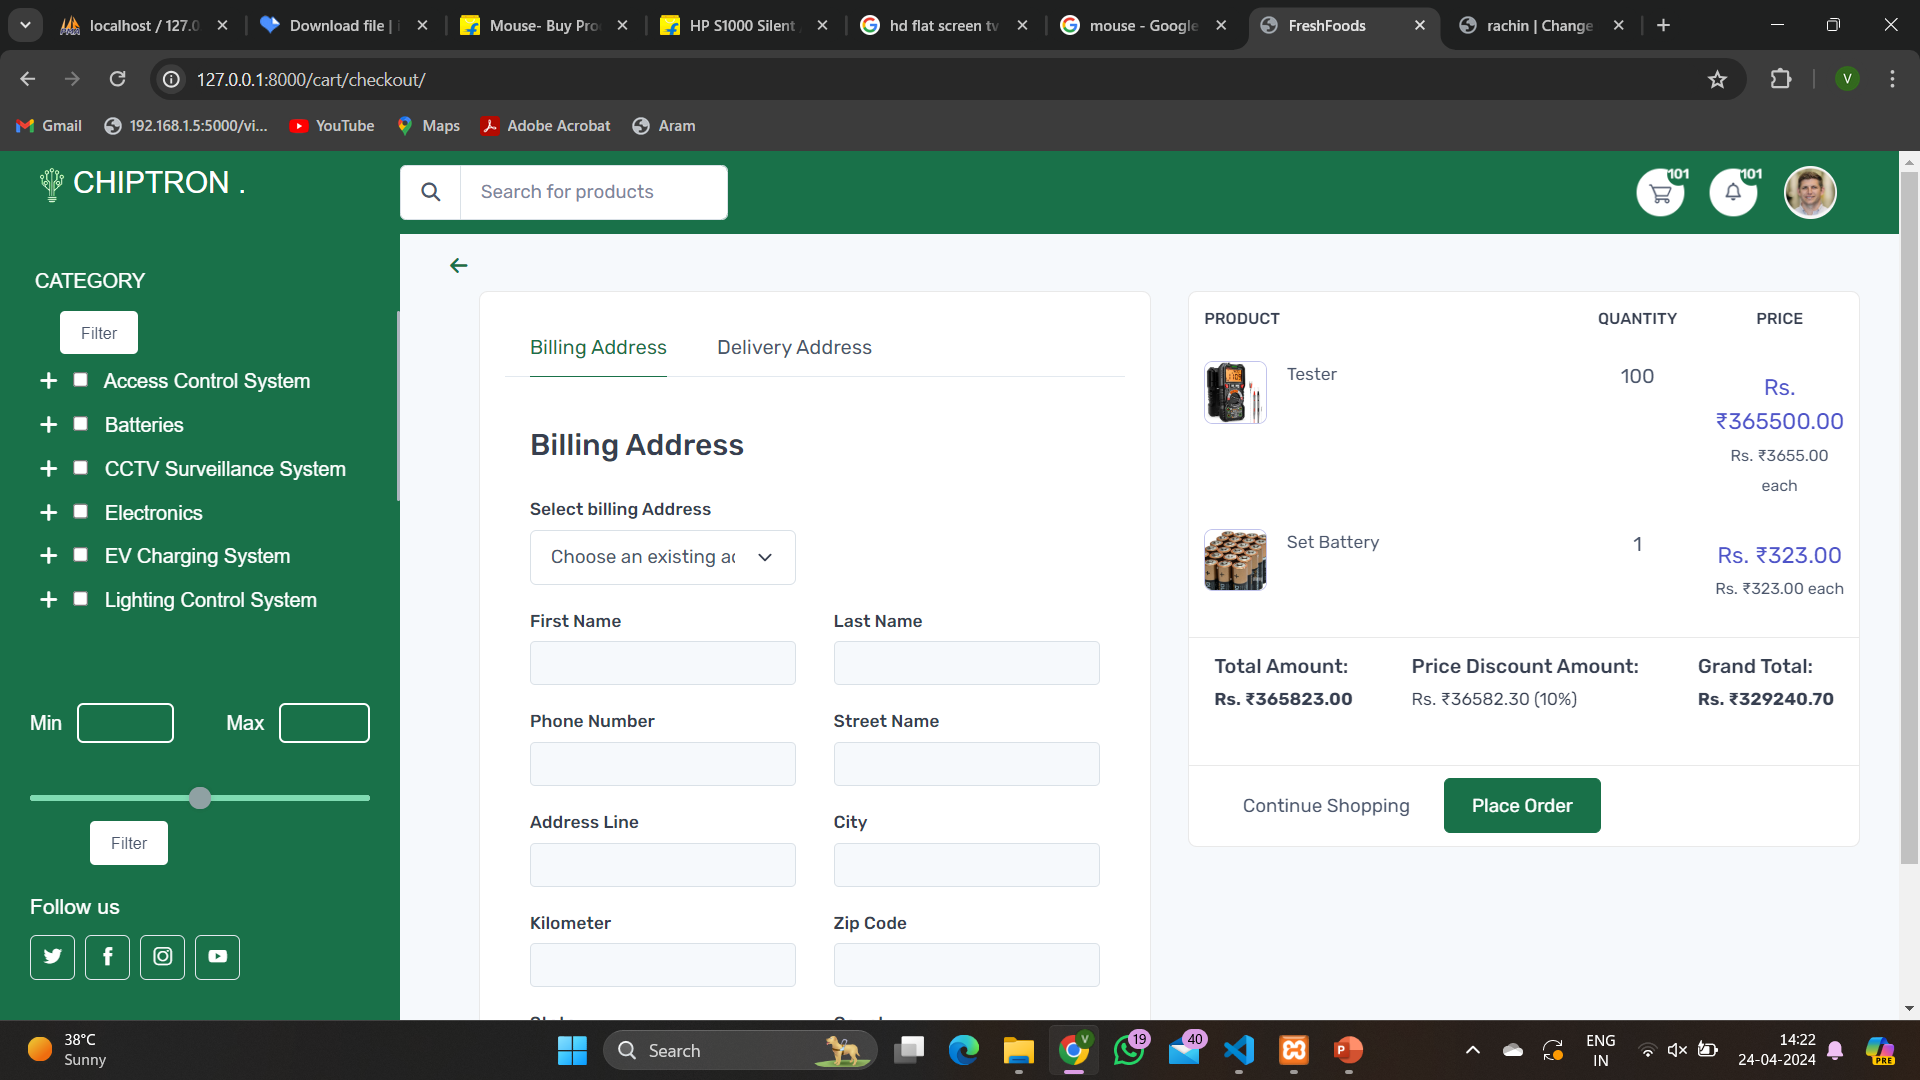 localhost / 127.0
Download file | i
Mouse- Buy Pro
HP S1000 Silent
hd flat screen tv
mouse - Google
FreshFoods
rachin | Change
127.0.0.1:8000/cart/checkout/
V
Gmail
192.168.1.5:5000/vi...
YouTube
Maps
Adobe Acrobat
Aram
CHIPTRON .
Search for products
101
101
CATEGORY
Filter
Access Control System
Batteries
CCTV Surveillance System
Electronics
EV Charging System
Lighting Control System
Min
Max
Filter
Follow us
Billing Address
Delivery Address
Billing Address
Select billing Address
Choose an existing ad
First Name
Last Name
Phone Number
Street Name
Address Line
City
Kilometer
Zip Code
PRODUCT QUANTITY PRICE
Tester
100
Rs.
₹365500.00
Rs. ₹3655.00
each
Set Battery
1
Rs. ₹323.00
Rs. ₹323.00 each
Total Amount:
Rs. ₹365823.00
Price Discount Amount:
Rs. ₹36582.30 (10%)
Grand Total:
Rs. ₹329240.70
Continue Shopping
Place Order
38°C
Sunny
Search
V
19
40
P
ENG
IN
14:22
24-04-2024
PRE